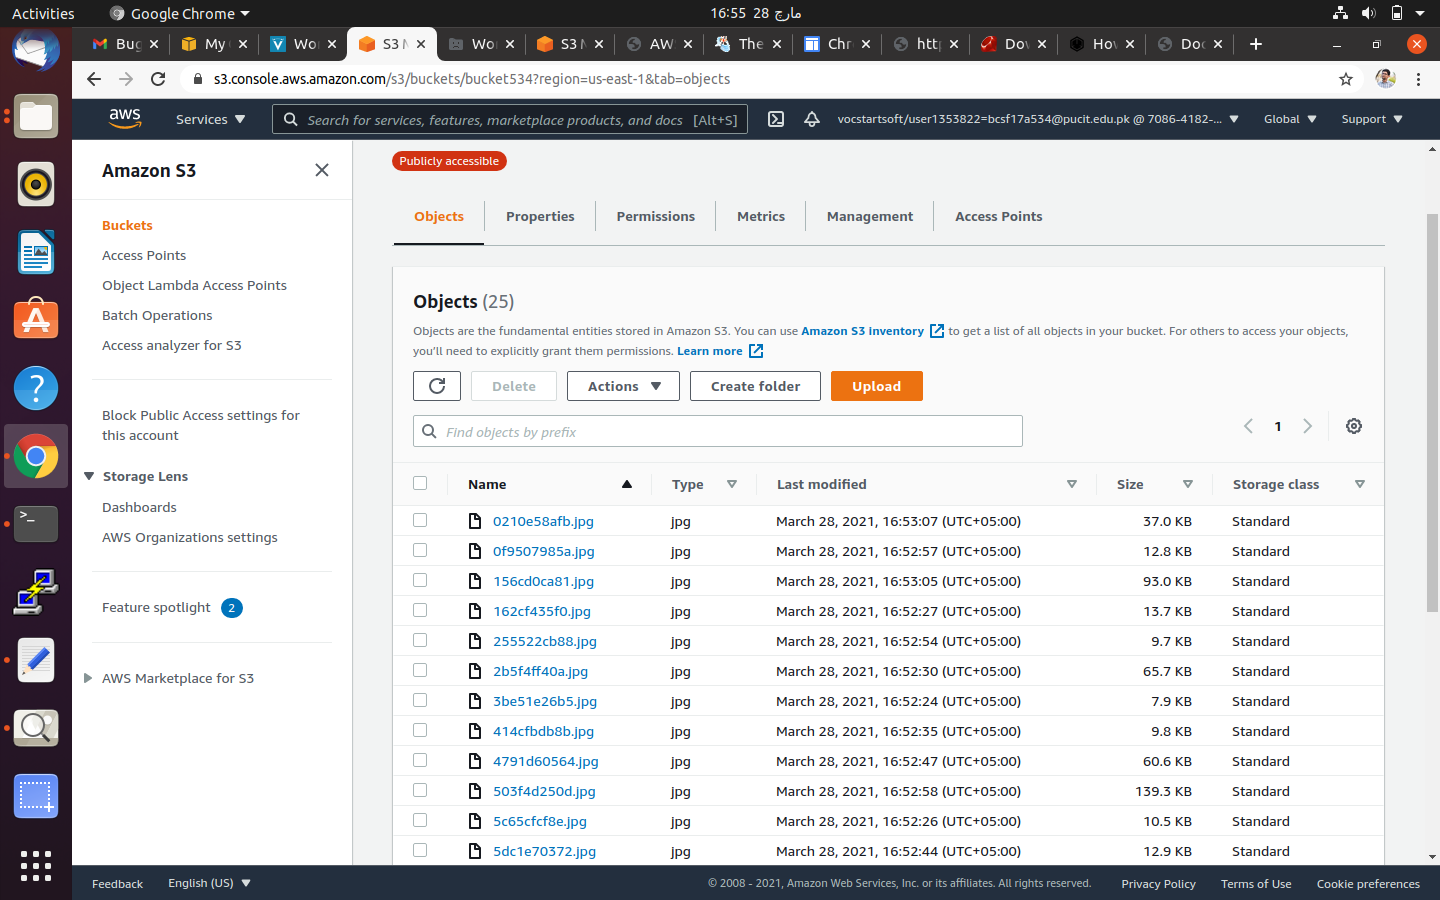 Activities
Google Chrome
16:55 28 مارچ
Bug
My
Wor
S3 M
Wor
S3 M
AW
The
Chr
http
Dov
Hov
Doc
s3.console.aws.amazon.com/s3/buckets/bucket534?region=us-east-1&tab=objects
aws
Services
Search for services, features, marketplace products, and docs [Alt+S]
vocstartsoft/user1353822=bcsf17a534@pucit.edu.pk @ 7086-4182-...
Global
Support
Amazon S3
Buckets
Access Points
Object Lambda Access Points
Batch Operations
Access analyzer for S3
Block Public Access settings for
this account
Storage Lens
Dashboards
AWS Organizations settings
Feature spotlight 2
AWS Marketplace for S3
Publicly accessible
Objects Properties Permissions Metrics Management Access Points
Objects (25)
Objects are the fundamental entities stored in Amazon S3. You can use Amazon S3 inventory to get a list of all objects in your bucket. For others to access your objects,
you'll need to explicitly grant them permissions. Learn more
Delete Actions Create folder Upload
Find objects by prefix
1
Name Type Last modified Size Storage class
0210e58afb.jpg jpg March 28, 2021, 16:53:07 (UTC+05:00) 37.0 KB Standard
0f9507985a.jpg jpg March 28, 2021, 16:52:57 (UTC+05:00) 12.8 KB Standard
156cd0ca81.jpg jpg March 28, 2021, 16:53:05 (UTC+05:00) 93.0 KB Standard
162cf435f0.jpg jpg March 28, 2021, 16:52:27 (UTC+05:00) 13.7 KB Standard
255522cb88.jpg jpg March 28, 2021, 16:52:54 (UTC+05:00) 9.7 KB Standard
2b5f4ff40a.jpg jpg March 28, 2021, 16:52:30 (UTC+05:00) 65.7 KB Standard
3be51e26b5.jpg jpg March 28, 2021, 16:52:24 (UTC+05:00) 7.9 KB Standard
414cfbdb8b.jpg jpg March 28, 2021, 16:52:35 (UTC+05:00) 9.8 KB Standard
4791d60564.jpg jpg March 28, 2021, 16:52:47 (UTC+05:00) 60.6 KB Standard
503f4d250d.jpg jpg March 28, 2021, 16:52:58 (UTC+05:00) 139.3 KB Standard
5c65cfcf8e.jpg jpg March 28, 2021, 16:52:26 (UTC+05:00) 10.5 KB Standard
5dc1e70372.jpg jpg March 28, 2021, 16:52:44 (UTC+05:00) 12.9 KB Standard
Feedback English (US) © 2008 - 2021, Amazon Web Services, Inc. or its affiliates. All rights reserved. Privacy Policy Terms of Use Cookie preferences